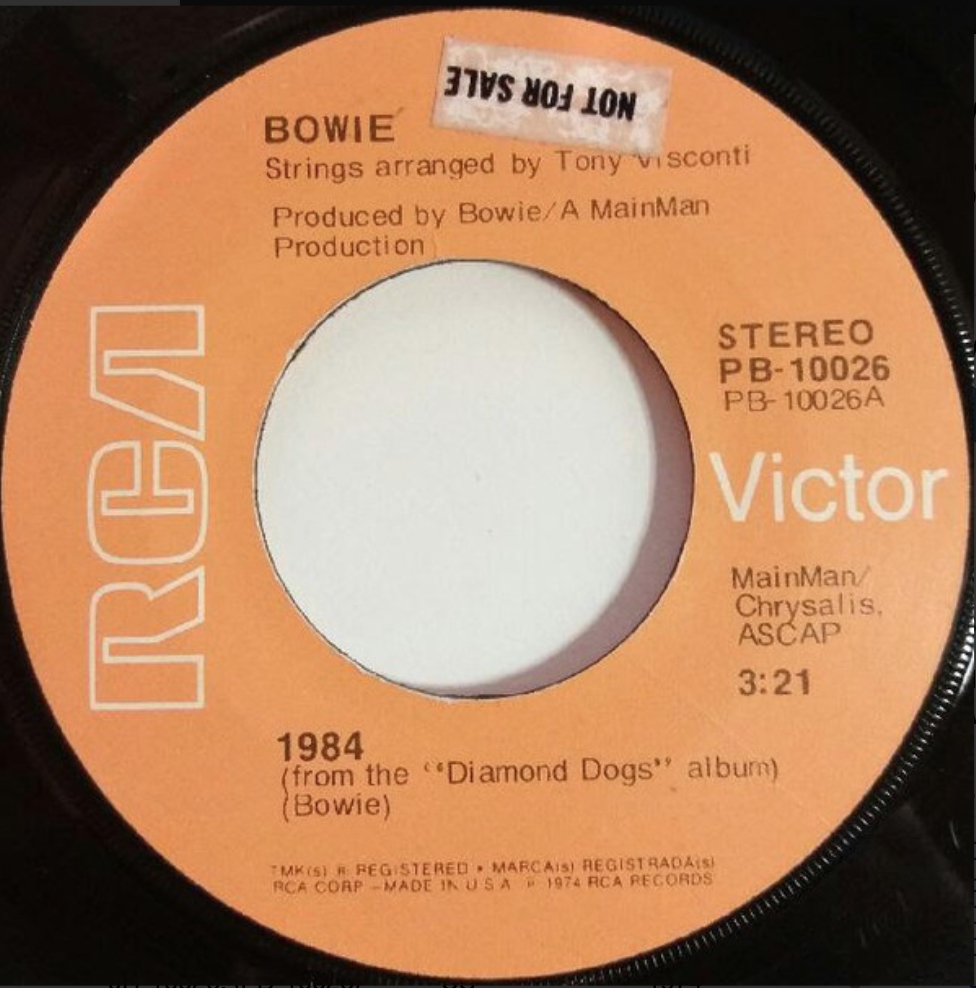 NOT FOR SALE
BOWIE
Strings arranged by Tony Visconti
Produced by Bowie/A MainMan
Production
RCA
STEREO
PB-10026
PB-10026A
Victor
MainMan/
Chrysalis,
ASCAP
3:21
1984
(from the "Diamond Dogs" album)
(Bowie)
TMK(s) ® REGISTERED • MARCA(s) REGISTRADA(s)
RCA CORP –MADE IN U S A ℗ 1974 RCA RECORDS